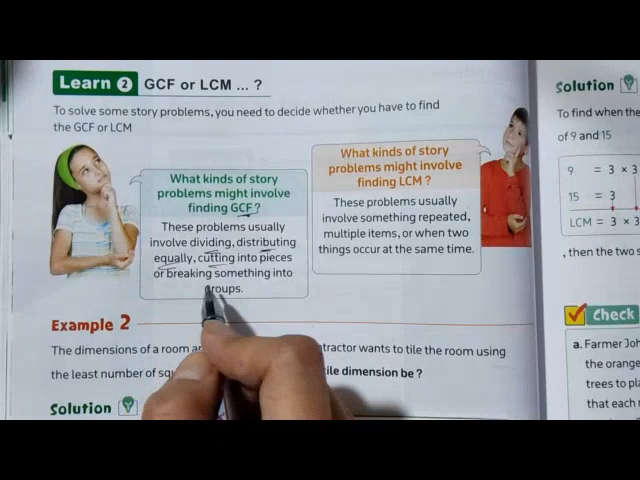 Learn 2 GCF or LCM ... ?
To solve some story problems, you need to decide whether you have to find
the GCF or LCM
What kinds of story
problems might involve
finding GCF ?
These problems usually
involve dividing, distributing
equally, cutting into pieces
or breaking something into
groups.
What kinds of story
problems might involve
finding LCM ?
These problems usually
involve something repeated,
multiple items, or when two
things occur at the same time.
Example 2
The dimensions of a room
tractor wants to tile the room using
the least number of
tile dimension be ?
Solution
Solution
To find when the
of 9 and 15
9 = 3 × 3
15 = 3
LCM = 3 × 3
, then the two s
Check
a. Farmer Joh
the orange
trees to pla
that each